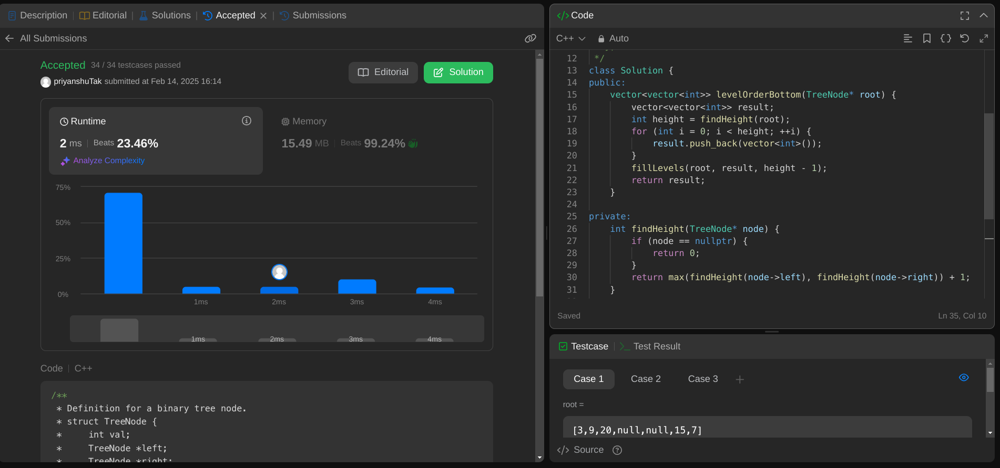 Description | Editorial | Solutions | Accepted | Submissions
All Submissions
Accepted 34 / 34 testcases passed
priyanshuTak submitted at Feb 14, 2025 16:14
Editorial
Solution
Runtime
2 ms | Beats 23.46%
Analyze Complexity
Memory
15.49 MB | Beats 99.24%
75%
50%
25%
0%
1ms 2ms 3ms 4ms
1ms 2ms 3ms 4ms
Code | C++
/**
 * Definition for a binary tree node.
 * struct TreeNode {
 *     int val;
 *     TreeNode *left;
 *     TreeNode *right;
</> Code
C++ Auto
12  */
13 class Solution {
14 public:
15     vector<vector<int>> levelOrderBottom(TreeNode* root) {
16         vector<vector<int>> result;
17         int height = findHeight(root);
18         for (int i = 0; i < height; ++i) {
19             result.push_back(vector<int>());
20         }
21         fillLevels(root, result, height - 1);
22         return result;
23     }
24
25 private:
26     int findHeight(TreeNode* node) {
27         if (node == nullptr) {
28             return 0;
29         }
30         return max(findHeight(node->left), findHeight(node->right)) + 1;
31     }
Saved Ln 35, Col 10
Testcase | Test Result
Case 1 Case 2 Case 3 +
root =
[3,9,20,null,null,15,7]
</> Source